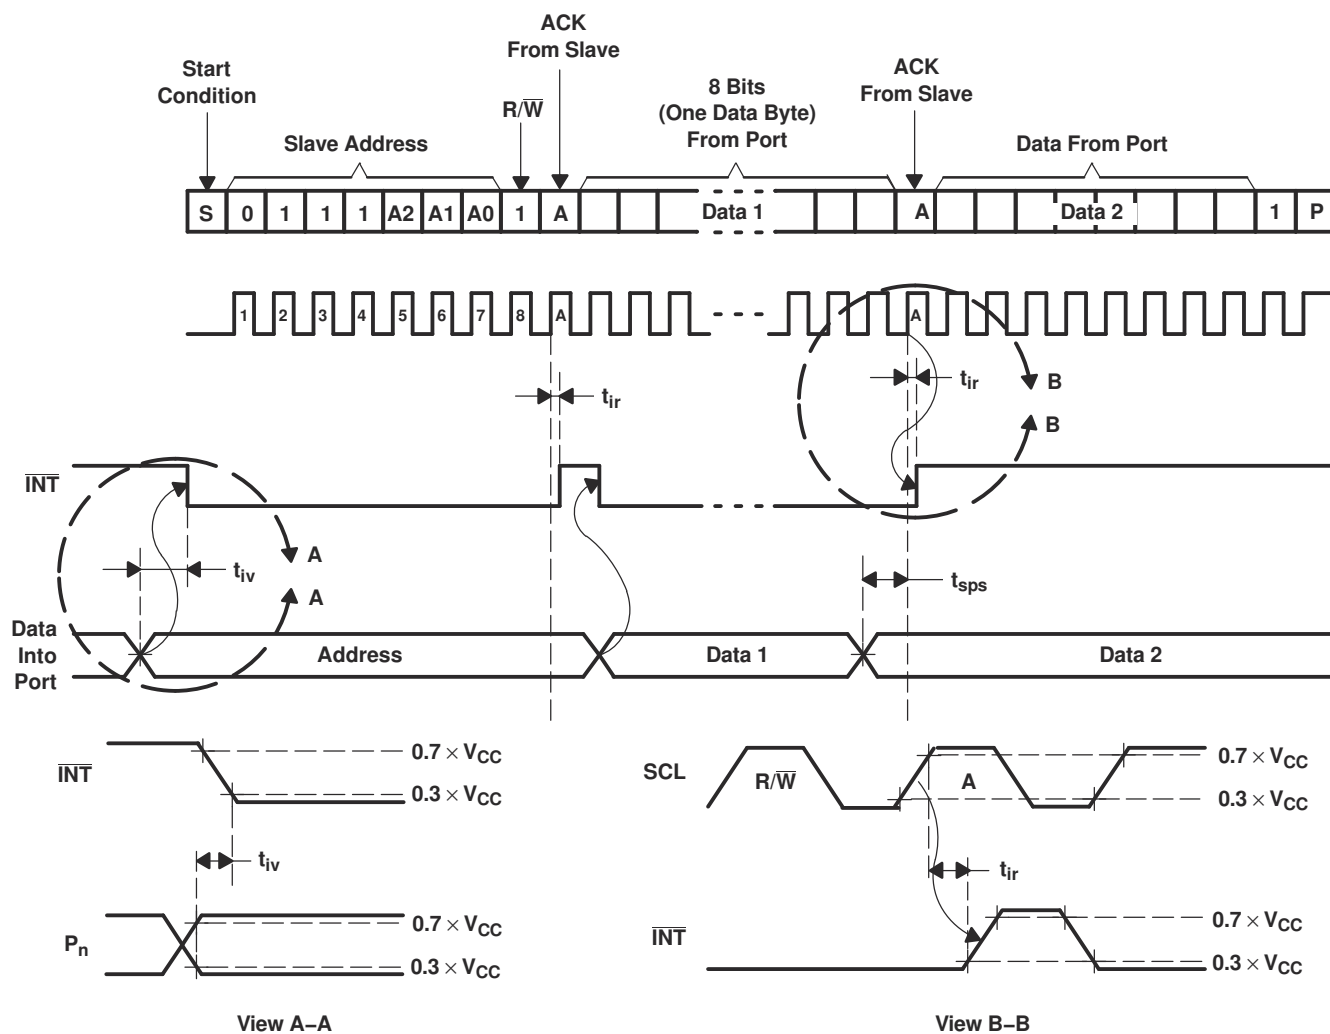 ACK
From Slave
Start
Condition
R/W̅
ACK
From Slave
8 Bits
(One Data Byte)
From Port
Slave Address
Data From Port
S 0 1 1 1 A2 A1 A0 1 A Data 1 A Data 2 1 P
1 2 3 4 5 6 7 8 A A
t_ir
t_ir
B
B
I̅N̅T̅
t_iv
A
A
t_sps
Data
Into
Port
Address
Data 1
Data 2
I̅N̅T̅
0.7 × V_CC
0.3 × V_CC
t_iv
P_n
0.7 × V_CC
0.3 × V_CC
View A–A
SCL
R/W̅
A
0.7 × V_CC
0.3 × V_CC
t_ir
I̅N̅T̅
0.7 × V_CC
0.3 × V_CC
View B–B